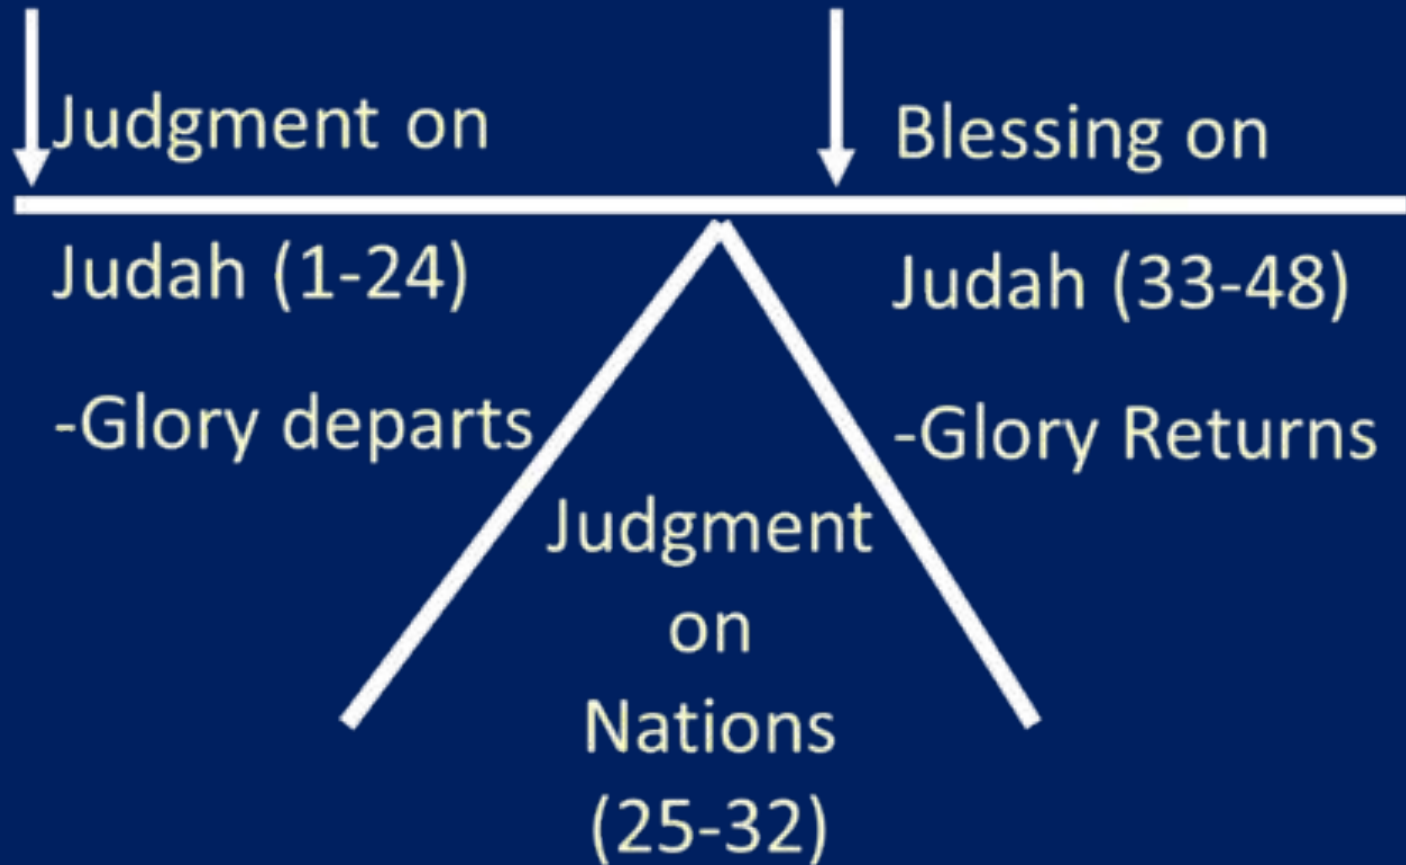 Judgment on
Judah (1-24)
-Glory departs
Blessing on
Judah (33-48)
-Glory Returns
Judgment
on
Nations
(25-32)